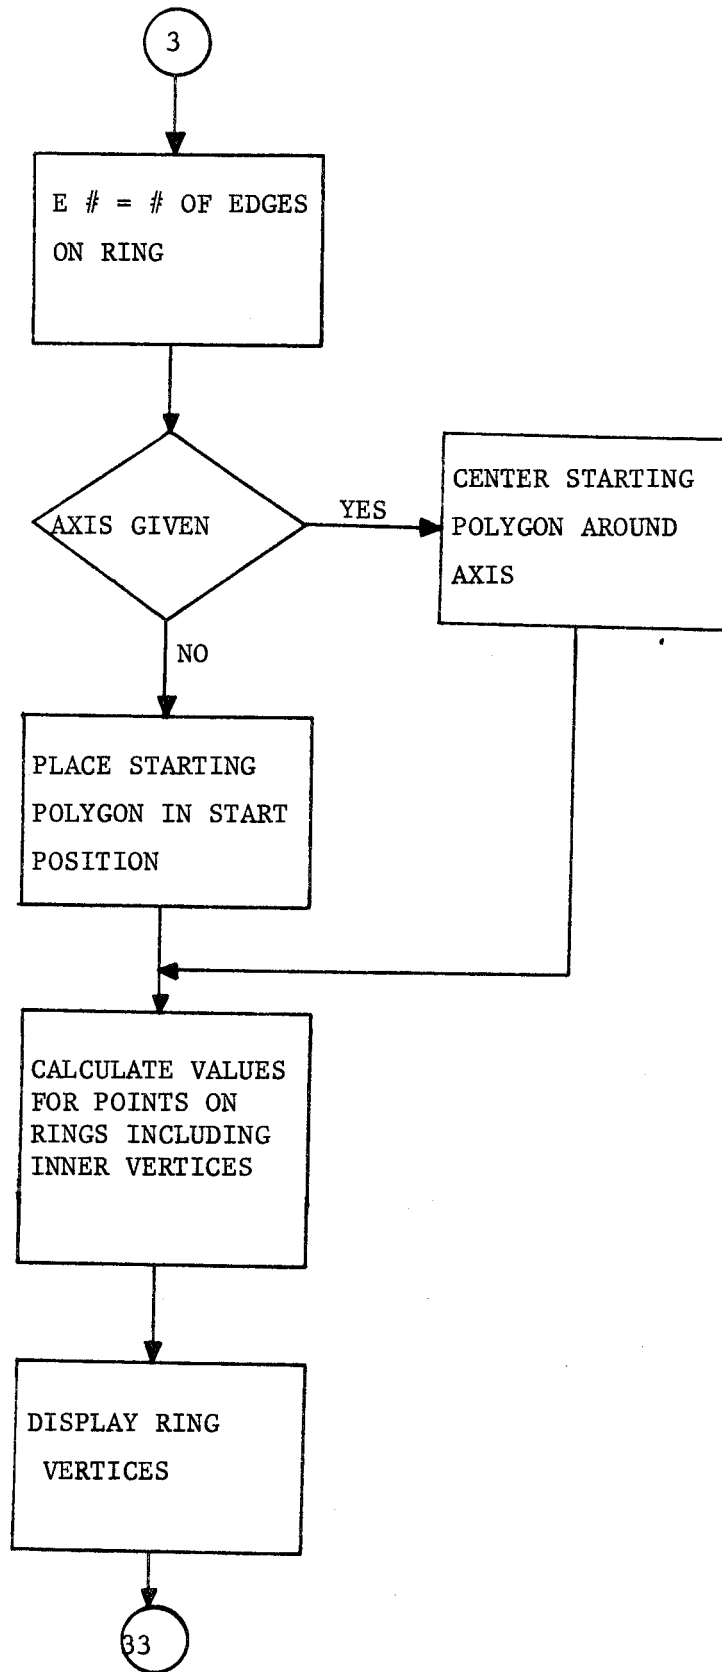 3
E # = # OF EDGES
ON RING
AXIS GIVEN
YES
CENTER STARTING
POLYGON AROUND
AXIS
NO
PLACE STARTING
POLYGON IN START
POSITION
CALCULATE VALUES
FOR POINTS ON
RINGS INCLUDING
INNER VERTICES
DISPLAY RING
VERTICES
33